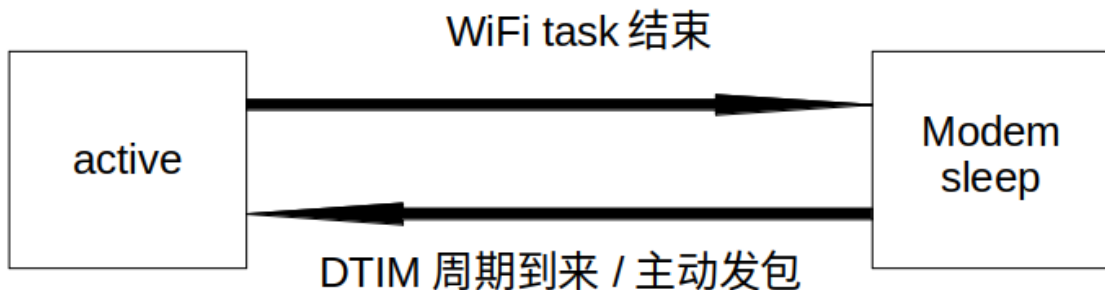 WiFi task 结束
active
Modem
sleep
DTIM 周期到来 / 主动发包